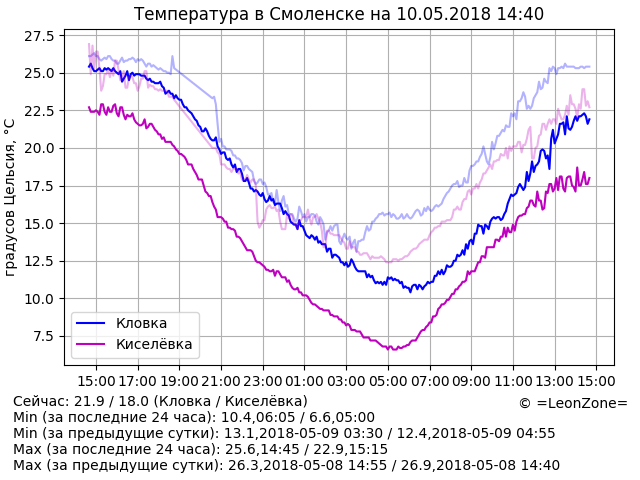 Температура в Смоленске на 10.05.2018 14:40
градусов Цельсия, °C
27.5
25.0
22.5
20.0
17.5
15.0
12.5
10.0
7.5
Кловка
Киселёвка
15:00 17:00 19:00 21:00 23:00 01:00 03:00 05:00 07:00 09:00 11:00 13:00 15:00
Сейчас: 21.9 / 18.0 (Кловка / Киселёвка)
© =LeonZone=
Min (за последние 24 часа): 10.4,06:05 / 6.6,05:00
Min (за предыдущие сутки): 13.1,2018-05-09 03:30 / 12.4,2018-05-09 04:55
Max (за последние 24 часа): 25.6,14:45 / 22.9,15:15
Max (за предыдущие сутки): 26.3,2018-05-08 14:55 / 26.9,2018-05-08 14:40